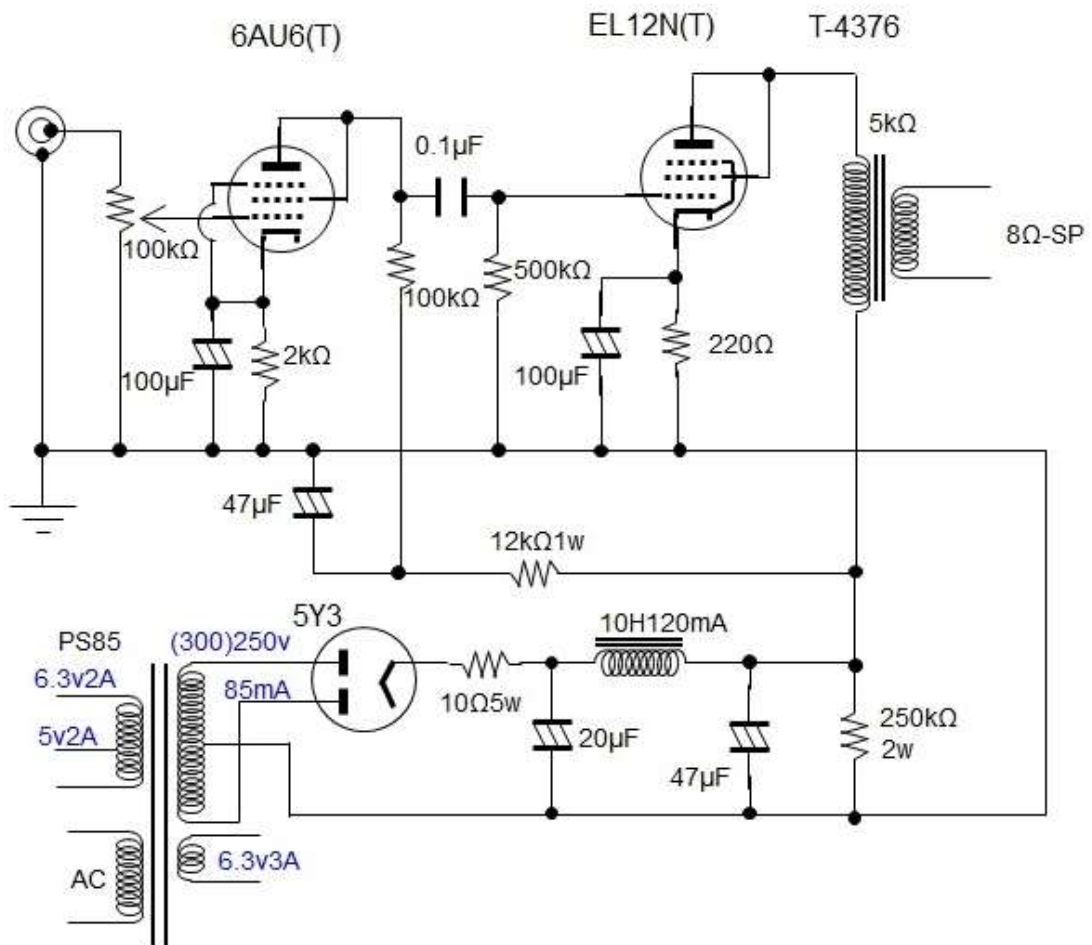 6AU6(T)
EL12N(T)
T-4376
5kΩ
0.1µF
8Ω-SP
100kΩ
100kΩ
500kΩ
2kΩ
100µF
100µF
220Ω
47µF
12kΩ1w
5Y3
10H120mA
PS85
(300)250v
6.3v2A
85mA
10Ω5w
5v2A
20µF
47µF
250kΩ
2w
6.3v3A
AC